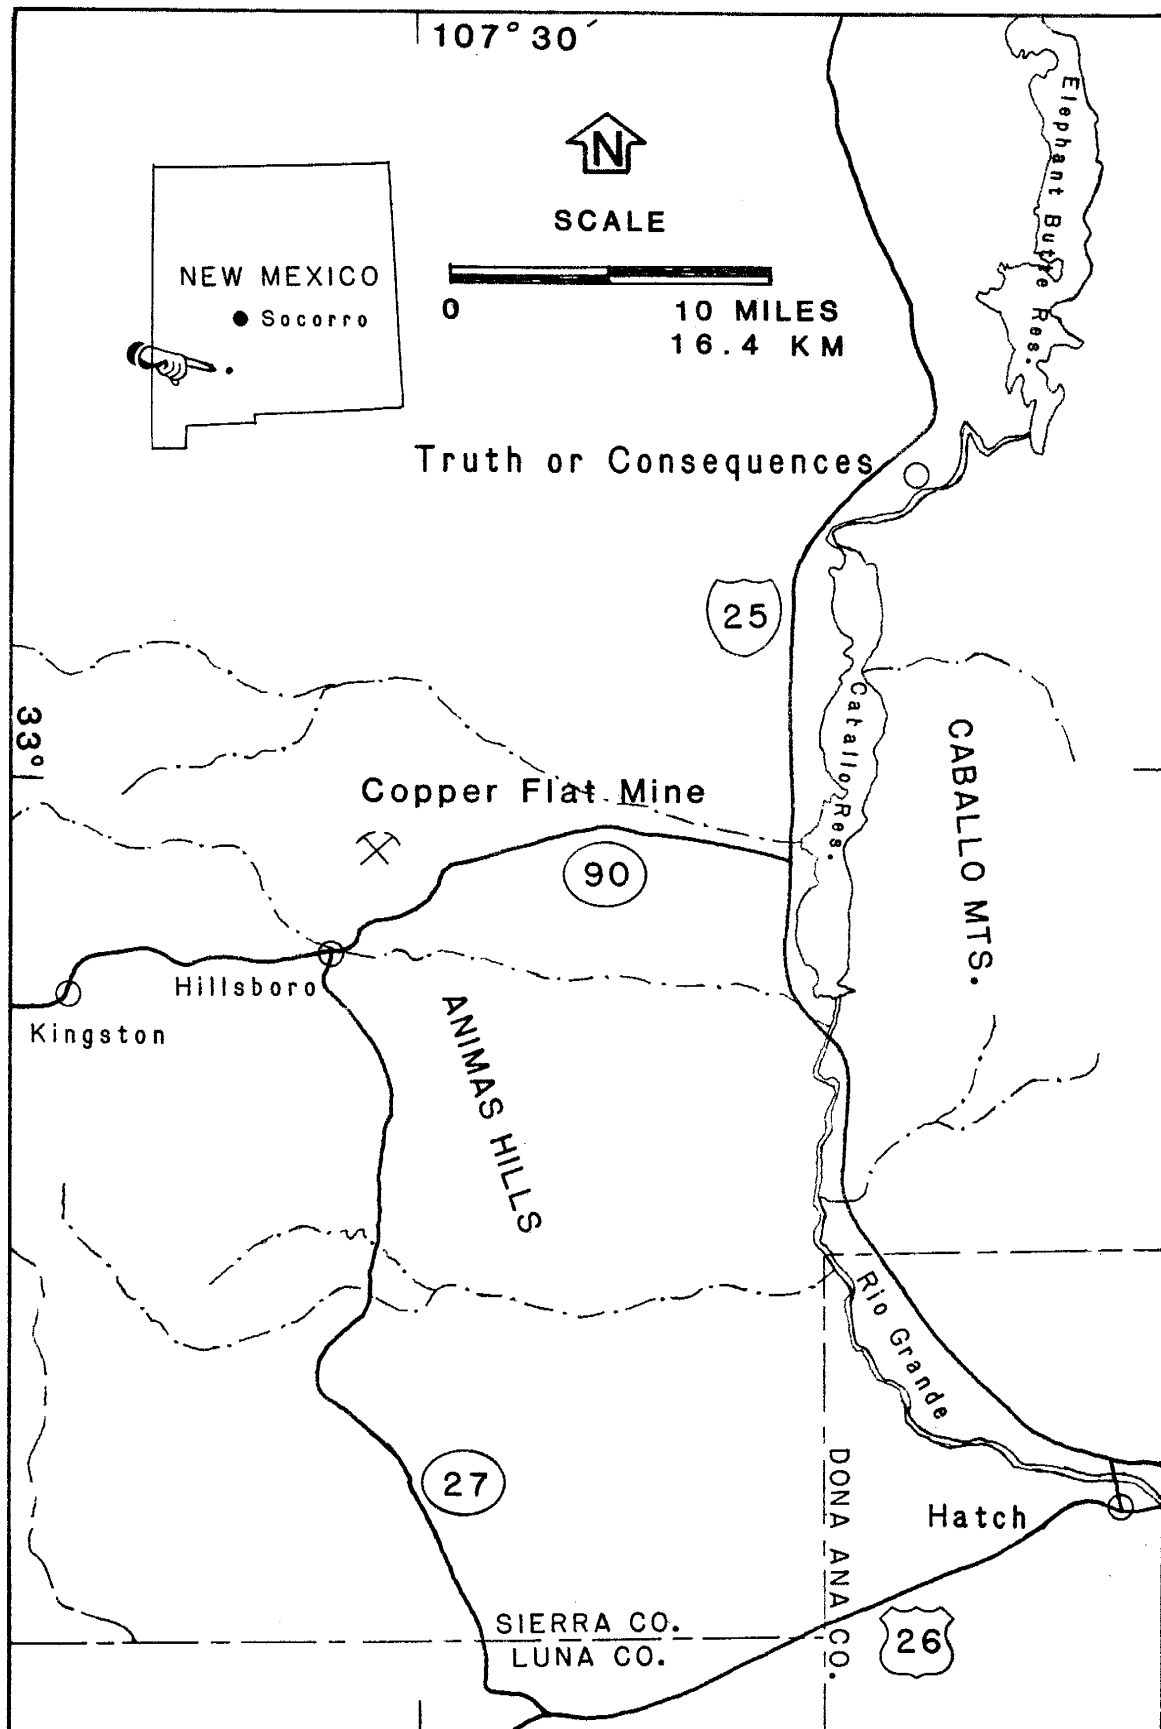 107°30′
N
SCALE
0
10 MILES
16.4 KM
NEW MEXICO
Socorro
Elephant Butte Res.
Truth or Consequences
25
33°
Caballo Res.
CABALLO MTS.
Copper Flat Mine
90
Hillsboro
Kingston
ANIMAS HILLS
Rio Grande
27
DONA ANA CO.
Hatch
SIERRA CO.
LUNA CO.
26